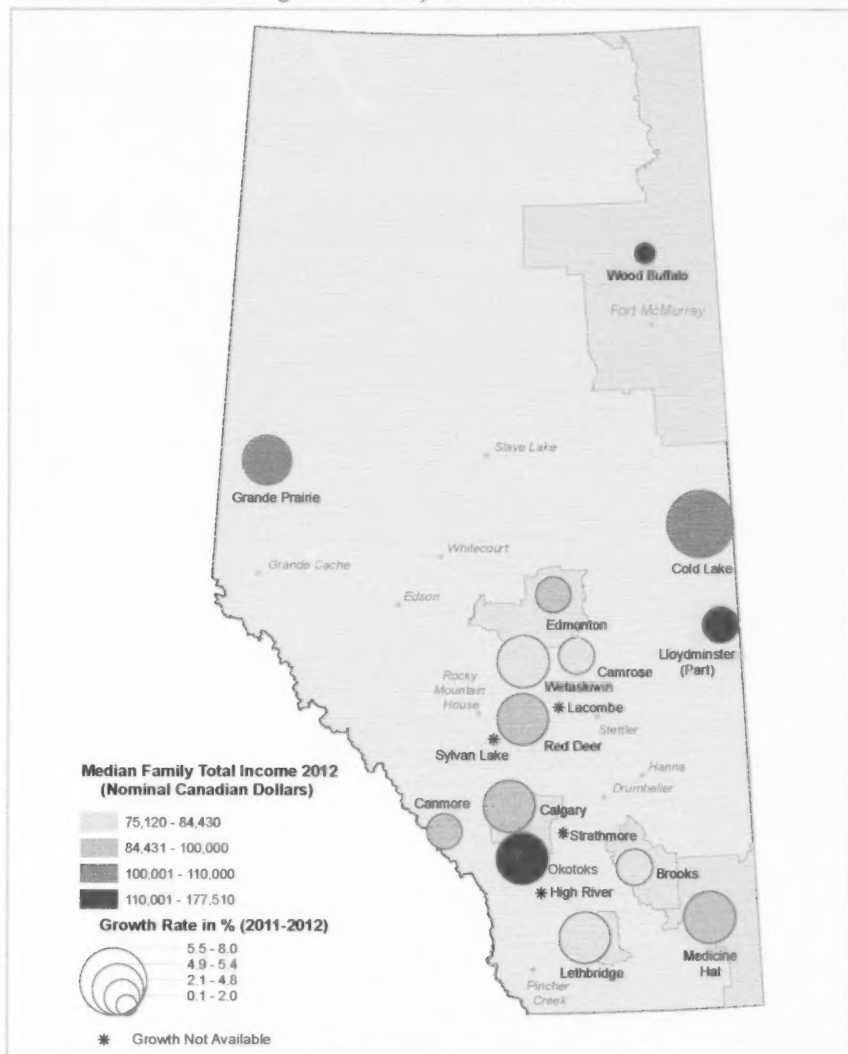 Wood Buffalo
Fort McMurray
Slave Lake
Grande Prairie
Whitecourt
Cold Lake
Grande Cache
Edson
Edmonton
Lloydminster
(Part)
Camrose
Rocky
Mountain
House
Wetaskiwin
Lacombe
Stettler
Sylvan Lake
Red Deer
Hanna
Drumheller
Canmore
Calgary
Strathmore
Okotoks
Brooks
High River
Lethbridge
Medicine
Hat
Pincher
Creek
Median Family Total Income 2012
(Nominal Canadian Dollars)
75,120 - 84,430
84,431 - 100,000
100,001 - 110,000
110,001 - 177,510
Growth Rate in % (2011-2012)
5.5 - 8.0
4.9 - 5.4
2.1 - 4.8
0.1 - 2.0
* Growth Not Available